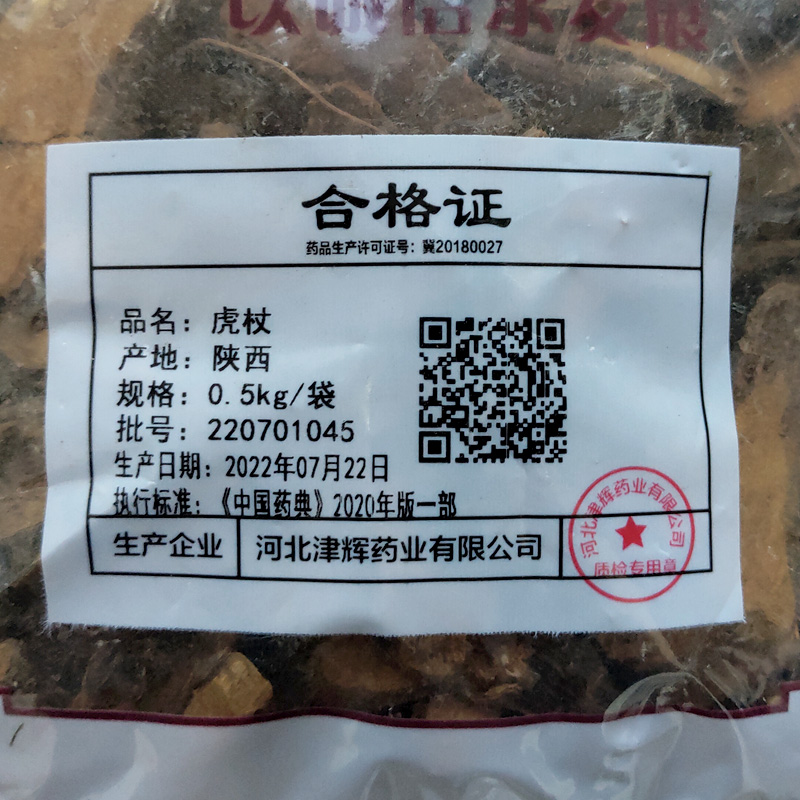 合格证
药品生产许可证号：冀20180027
品名：虎杖
产地：陕西
规格：0.5kg/袋
批号：220701045
生产日期：2022年07月22日
执行标准：《中国药典》2020年版一部
生产企业 河北津辉药业有限公司
河北津辉药业有限公司
质检专用章